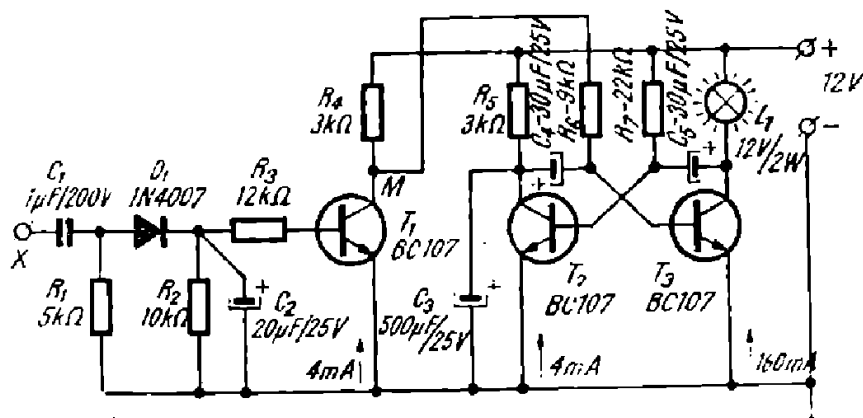 C₁
1μF/200V
X
D₁
1N4007
R₁
5kΩ
R₂
10kΩ
R₃
12kΩ
C₂
20μF/25V
+
R₄
3kΩ
M
T₁
BC107
4mA
R₅
3kΩ
C₄-30μF/25V
R₆-9kΩ
R₇-22kΩ
C₅-30μF/25V
+
+
C₃
500μF/25V
+
T₂
BC107
4mA
T₃
BC107
160mA
L₁
12V/2W
+
12V
-